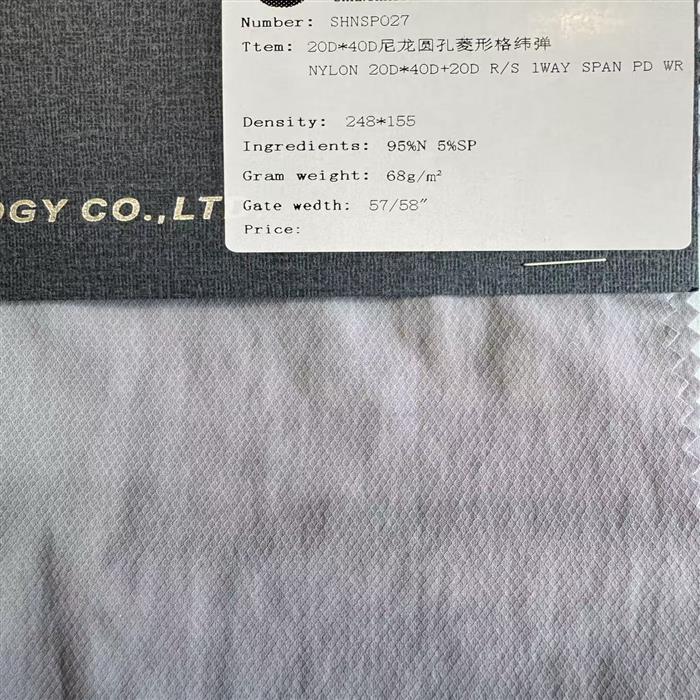 Number: SHNSP027
Ttem: 20D*40D尼龙圆孔菱形格纬弹
NYLON 20D*40D+20D R/S 1WAY SPAN PD WR
Density: 248*155
Ingredients: 95%N 5%SP
Gram weight: 68g/m²
Gate wedth: 57/58"
Price:
OGY CO.,LT